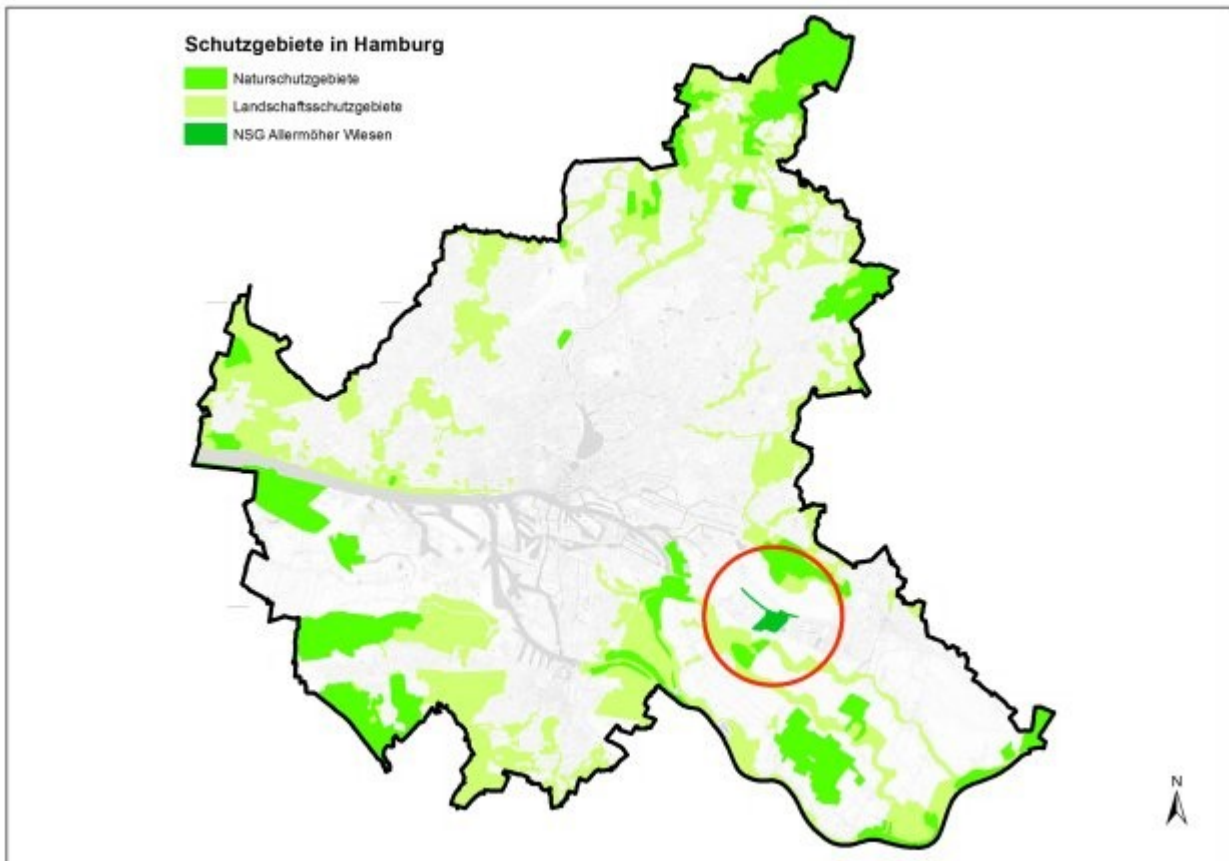 Schutzgebiete in Hamburg
Naturschutzgebiete
Landschaftsschutzgebiete
NSG Allermöher Wiesen
N